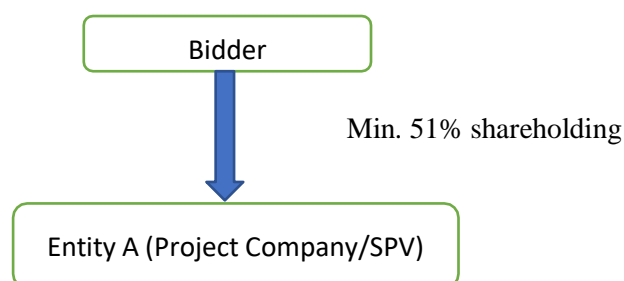 Bidder
Min. 51% shareholding
Entity A (Project Company/SPV)